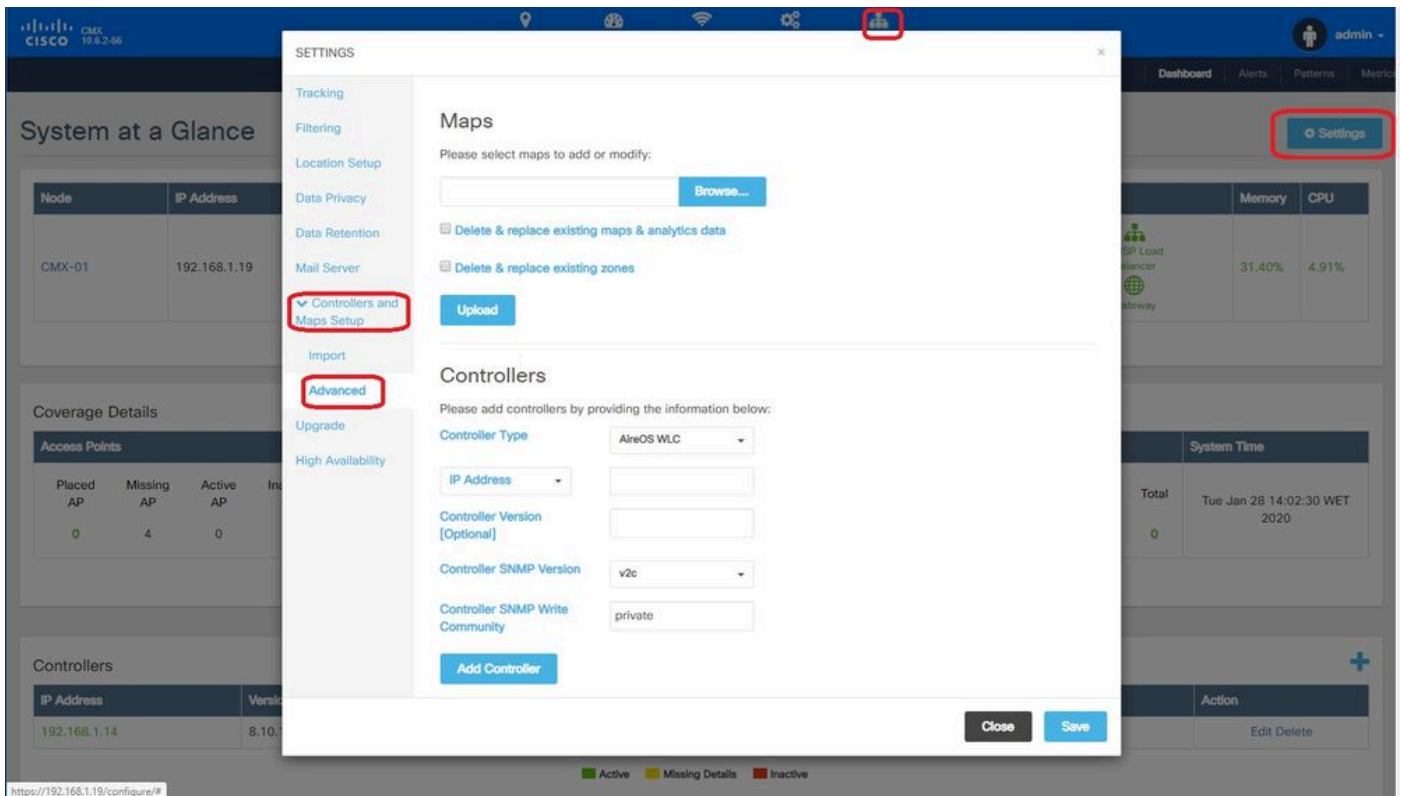 CISCO CMX
10.6.2-66
admin
Dashboard Alerts Patterns Metrics
System at a Glance
Settings
Node IP Address
Memory CPU
CMX-01 192.168.1.19
Load
31.40% 4.91%
SETTINGS
×
Tracking
Filtering
Location Setup
Data Privacy
Data Retention
Mail Server
Controllers and
Maps Setup
Import
Advanced
Upgrade
High Availability
Maps
Please select maps to add or modify:
Browse...
Delete & replace existing maps & analytics data
Delete & replace existing zones
Upload
Controllers
Please add controllers by providing the information below:
Controller Type AireOS WLC
IP Address
Controller Version
[Optional]
Controller SNMP Version v2c
Controller SNMP Write
Community
private
Add Controller
Close Save
Coverage Details
Access Points
System Time
Placed
AP
Missing
AP
Active
AP
Total
0 4 0
0
Tue Jan 28 14:02:30 WET
2020
Controllers
IP Address
Action
192.168.1.14 8.10.
Edit Delete
Active Missing Details Inactive
https://192.168.1.19/configure/#